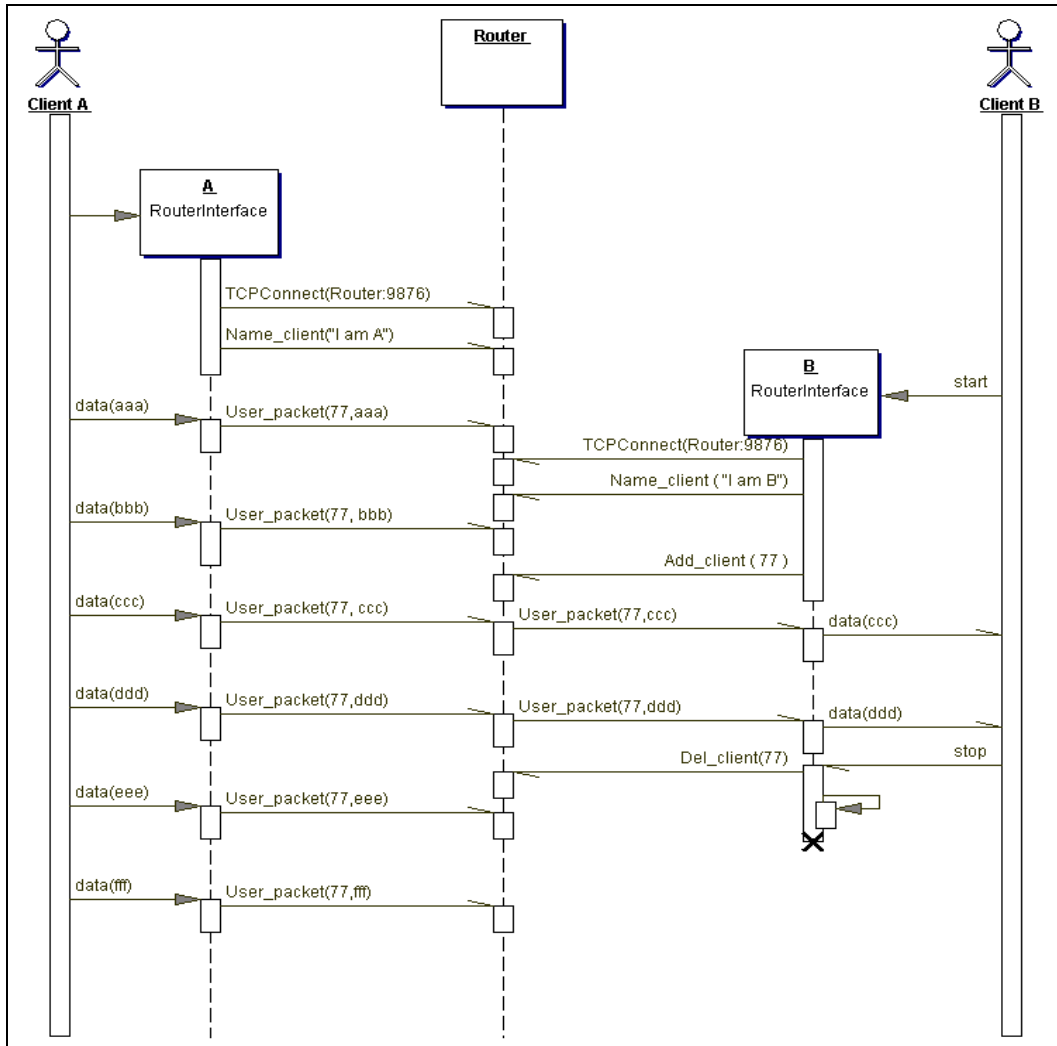 Router
Client A
Client B
A
RouterInterface
TCPConnect(Router:9876)
Name_client("I am A")
B
RouterInterface
start
data(aaa)
User_packet(77,aaa)
TCPConnect(Router:9876)
Name_client ( "I am B")
data(bbb)
User_packet(77, bbb)
Add_client ( 77 )
data(ccc)
User_packet(77, ccc)
User_packet(77,ccc)
data(ccc)
data(ddd)
User_packet(77,ddd)
User_packet(77,ddd)
data(ddd)
Del_client(77)
stop
data(eee)
User_packet(77,eee)
data(fff)
User_packet(77,fff)